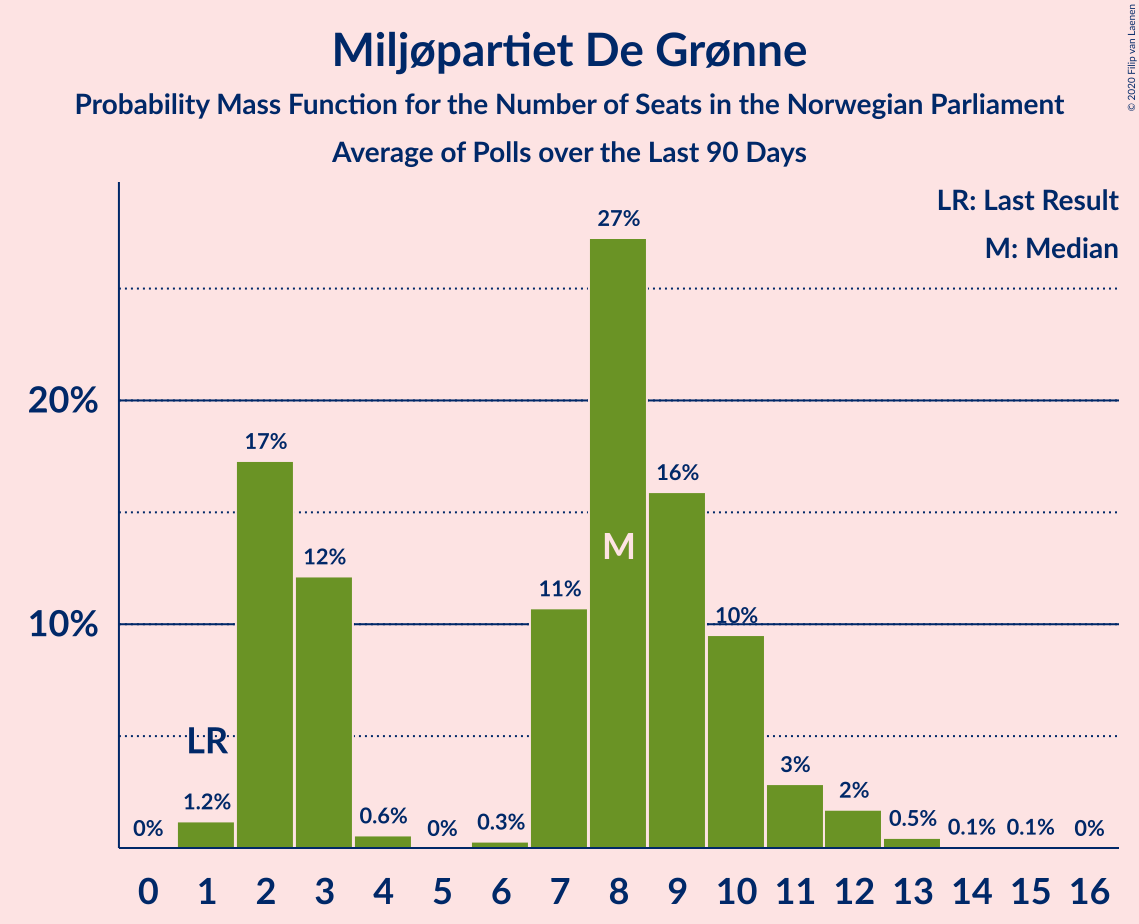 Miljøpartiet De Grønne
Probability Mass Function for the Number of Seats in the Norwegian Parliament
Average of Polls over the Last 90 Days
© 2020 Filip van Laenen
LR: Last Result
M: Median
20%
10%
0%
1.2%
17%
12%
0.6%
0%
0.3%
11%
27%
16%
10%
3%
2%
0.5%
0.1%
0.1%
0%
LR
M
0 1 2 3 4 5 6 7 8 9 10 11 12 13 14 15 16